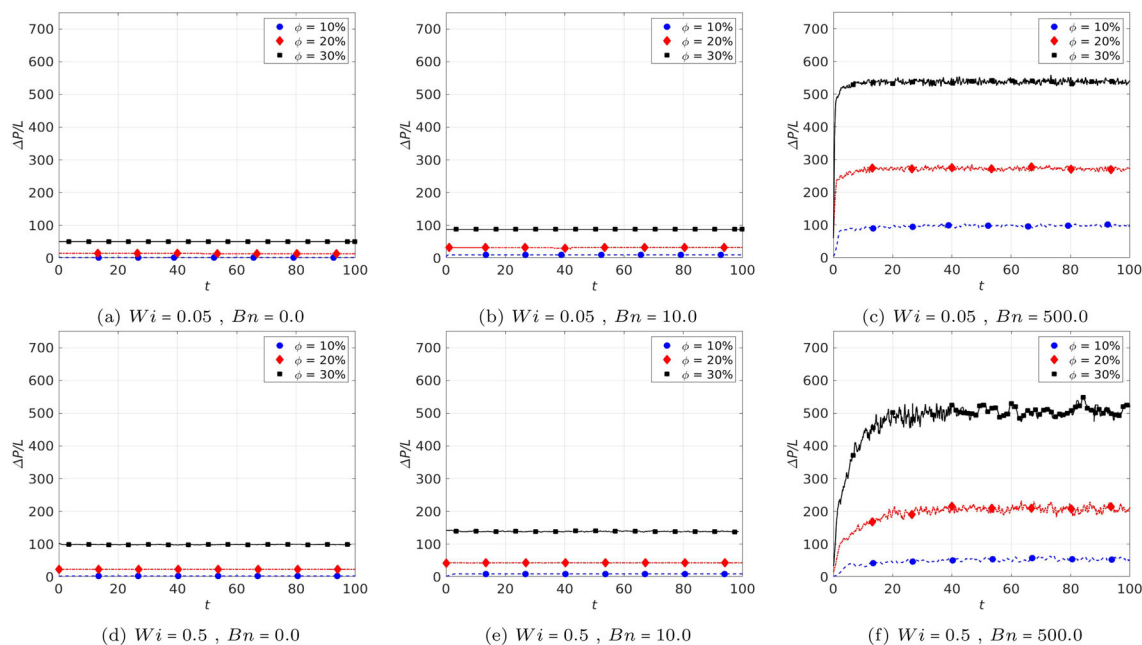 700
600
500
400
300
200
100
0
ΔP/L
ϕ = 10%
ϕ = 20%
ϕ = 30%
0 20 40 60 80 100
t
(a) Wi = 0.05 , Bn = 0.0
700
600
500
400
300
200
100
0
ΔP/L
ϕ = 10%
ϕ = 20%
ϕ = 30%
0 20 40 60 80 100
t
(b) Wi = 0.05 , Bn = 10.0
700
600
500
400
300
200
100
0
ΔP/L
ϕ = 10%
ϕ = 20%
ϕ = 30%
0 20 40 60 80 100
t
(c) Wi = 0.05 , Bn = 500.0
700
600
500
400
300
200
100
0
ΔP/L
ϕ = 10%
ϕ = 20%
ϕ = 30%
0 20 40 60 80 100
t
(d) Wi = 0.5 , Bn = 0.0
700
600
500
400
300
200
100
0
ΔP/L
ϕ = 10%
ϕ = 20%
ϕ = 30%
0 20 40 60 80 100
t
(e) Wi = 0.5 , Bn = 10.0
700
600
500
400
300
200
100
0
ΔP/L
ϕ = 10%
ϕ = 20%
ϕ = 30%
0 20 40 60 80 100
t
(f) Wi = 0.5 , Bn = 500.0